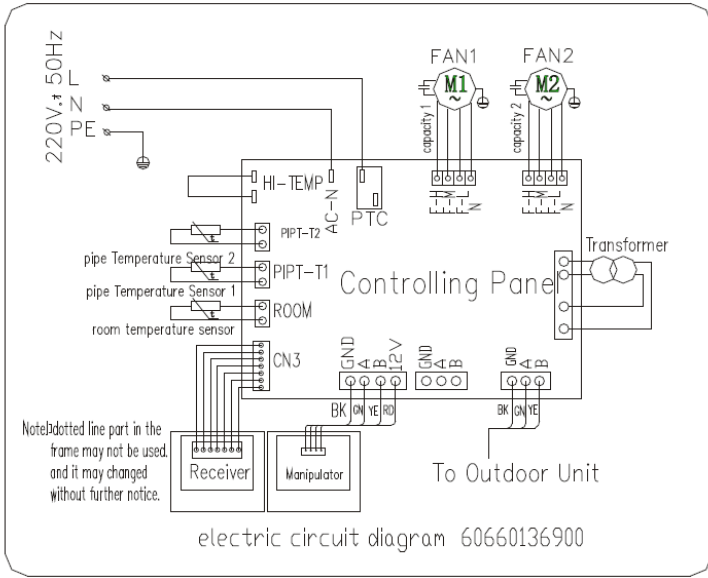 220V~ 50Hz
L
N
PE
FAN1
FAN2
M1
~
M2
~
capacity 1
capacity 2
HI-TEMP
AC-N
PTC
F-H
F-M
F-L
N
F-H
F-M
F-L
N
PIPT-T2
pipe Temperature Sensor 2
PIPT-T1
pipe Temperature Sensor 1
ROOM
room temperature sensor
CN3
Controlling Panel
Transformer
GND
A
B
12V
GND
A
B
GND
A
B
BK
GN
YE
RD
BK
GN
YE
Note:dotted line part in the
frame may not be used,
and it may changed
without further notice.
Receiver
Manipulator
To Outdoor Unit
electric circuit diagram 60660136900